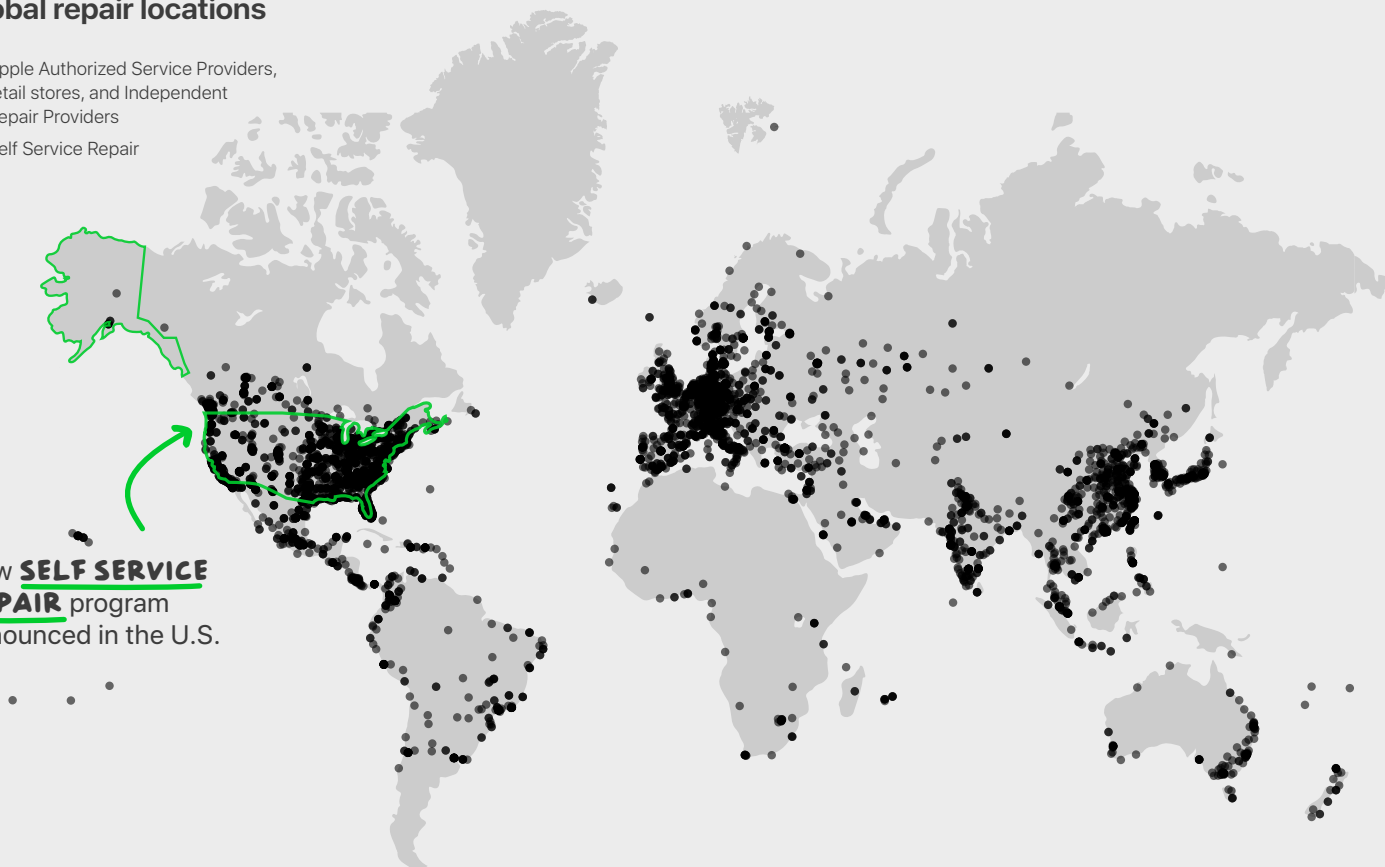 obal repair locations
pple Authorized Service Providers,
etail stores, and Independent
epair Providers
elf Service Repair
w SELF SERVICE
PAIR program
nounced in the U.S.